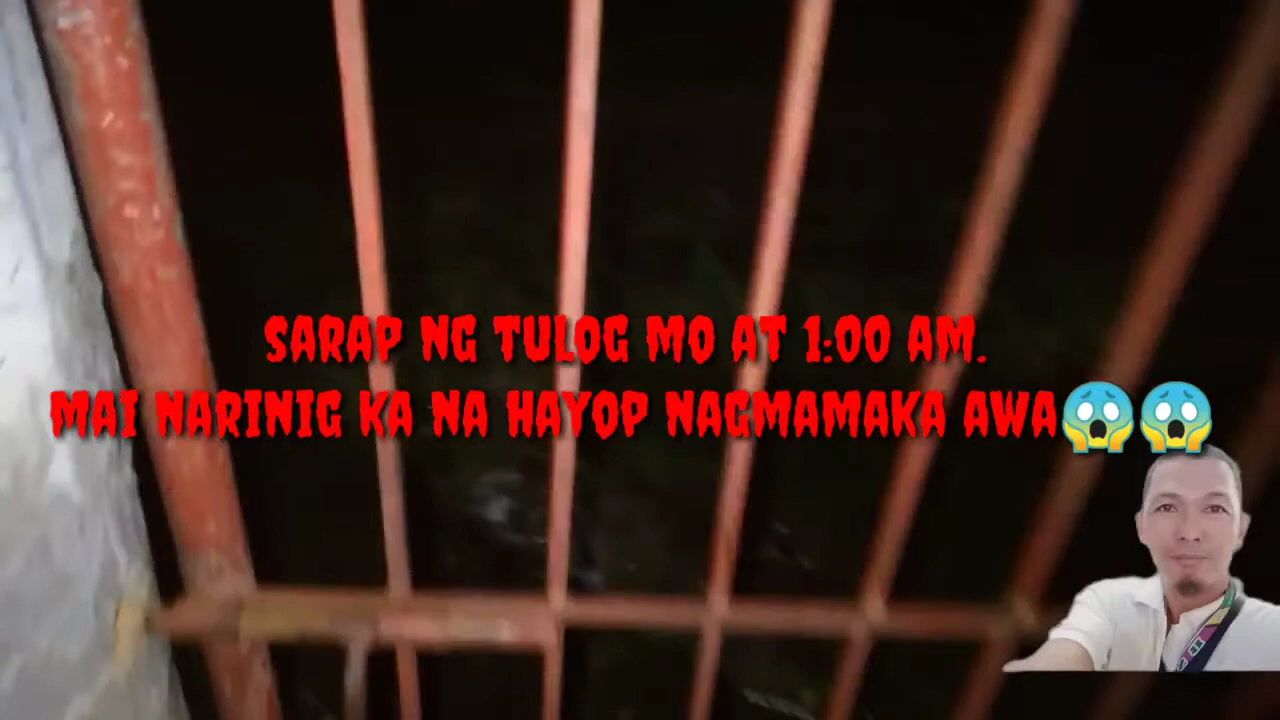 SARAP NG TULOG MO AT 1:00 AM.
MAI NARINIG KA NA HAYOP NAGMAMAKA AWA😱😱